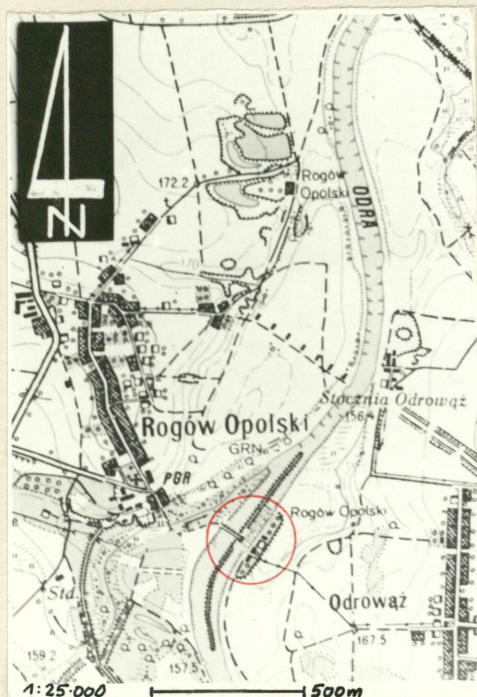 N
172.2
Rogów
Opolski
ODRA
170
Stocznia Odrowąż
156.4
Rogów Opolski
GRN
PGR
Rogów Opolski
Std.
Odrowąż
167.5
159.2
157.5
1:25.000
500m